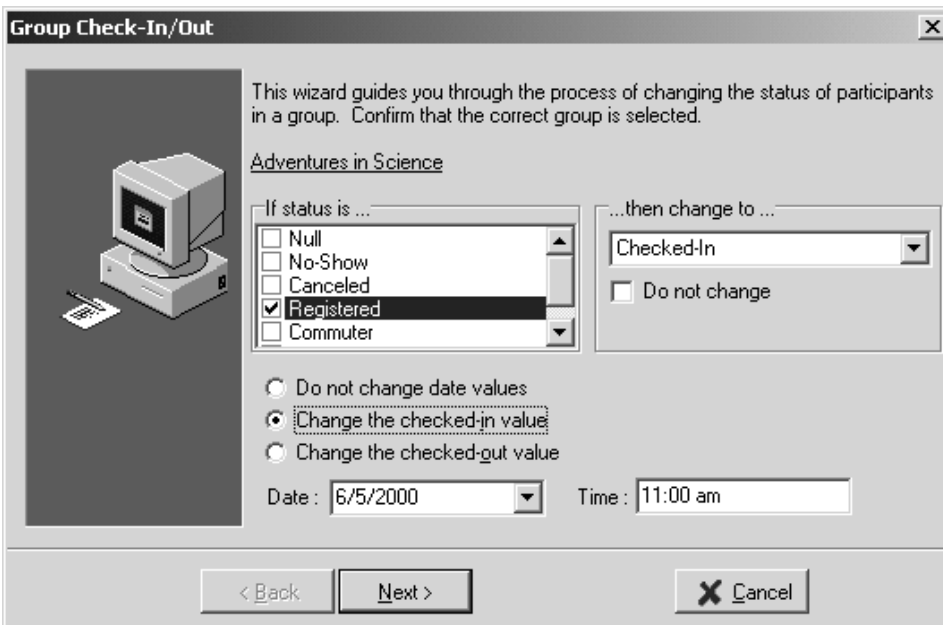 Group Check-In/Out
This wizard guides you through the process of changing the status of participants
in a group. Confirm that the correct group is selected.
Adventures in Science
If status is ...
Null
No-Show
Canceled
Registered
Commuter
...then change to ...
Checked-In
Do not change
Do not change date values
Change the checked-in value
Change the checked-out value
Date : 6/5/2000 Time : 11:00 am
< Back Next > Cancel